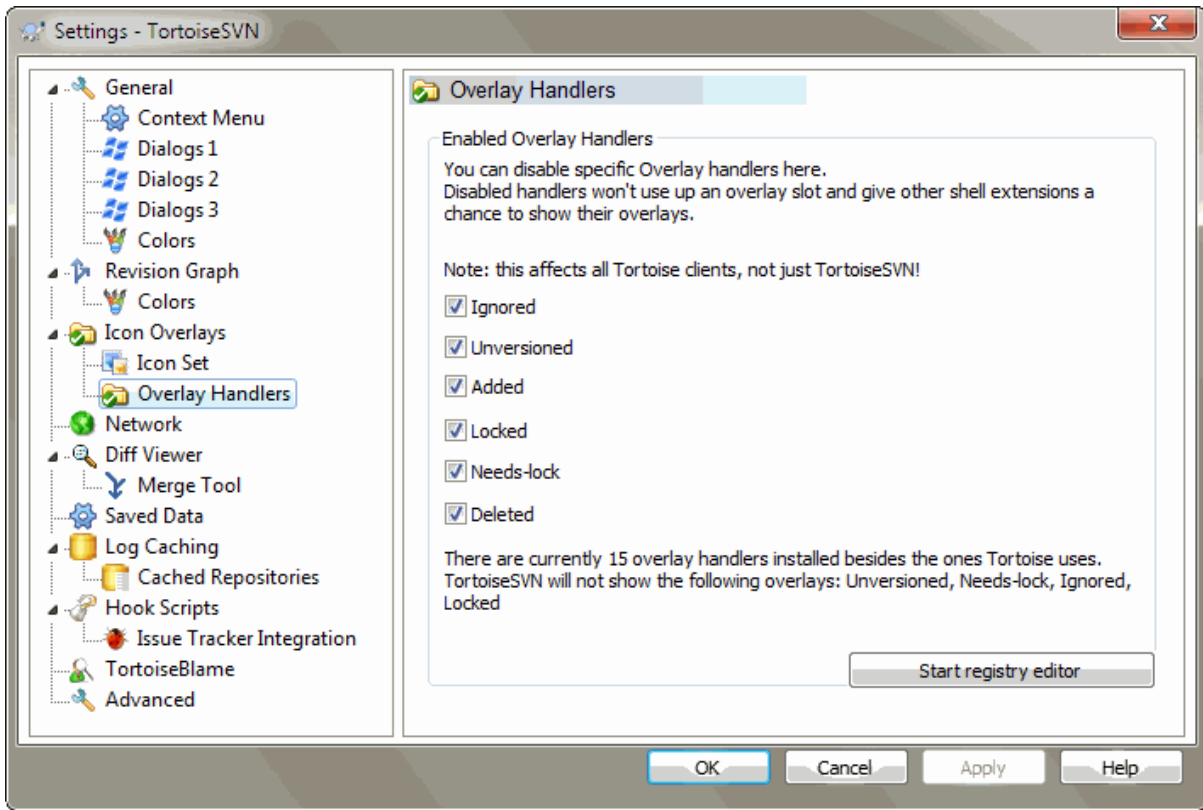 Settings - TortoiseSVN
General
Context Menu
Dialogs 1
Dialogs 2
Dialogs 3
Colors
Revision Graph
Colors
Icon Overlays
Icon Set
Overlay Handlers
Network
Diff Viewer
Merge Tool
Saved Data
Log Caching
Cached Repositories
Hook Scripts
Issue Tracker Integration
TortoiseBlame
Advanced
Overlay Handlers
Enabled Overlay Handlers
You can disable specific Overlay handlers here.
Disabled handlers won't use up an overlay slot and give other shell extensions a
chance to show their overlays.
Note: this affects all Tortoise clients, not just TortoiseSVN!
Ignored
Unversioned
Added
Locked
Needs-lock
Deleted
There are currently 15 overlay handlers installed besides the ones Tortoise uses.
TortoiseSVN will not show the following overlays: Unversioned, Needs-lock, Ignored,
Locked
Start registry editor
OK
Cancel
Apply
Help